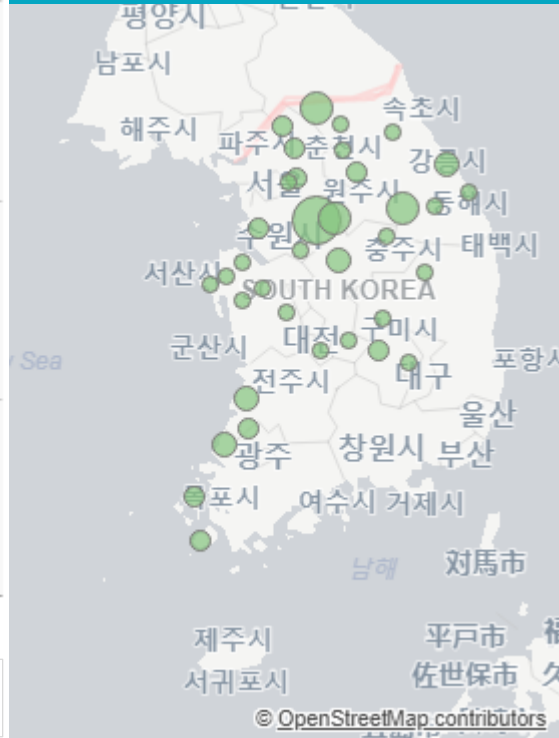 평양시
남포시
해주시
파주시
춘천시
속초시
서울
원주시
강릉시
동해시
수원시
충주시
태백시
서산시
SOUTH KOREA
군산시
대전
구미시
Sea
전주시
대구
포항시
울산
광주
창원시
부산
목포시
여수시
거제시
남해
対馬市
제주시
平戸市
福
서귀포시
佐世保市
久
© OpenStreetMap contributors